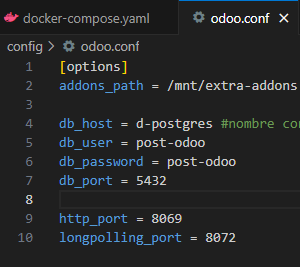 docker-compose.yaml
odoo.conf
config > odoo.conf
1 [options]
2 addons_path = /mnt/extra-addons
3
4 db_host = d-postgres #nombre
5 db_user = post-odoo
6 db_password = post-odoo
7 db_port = 5432
8
9 http_port = 8069
10 longpolling_port = 8072